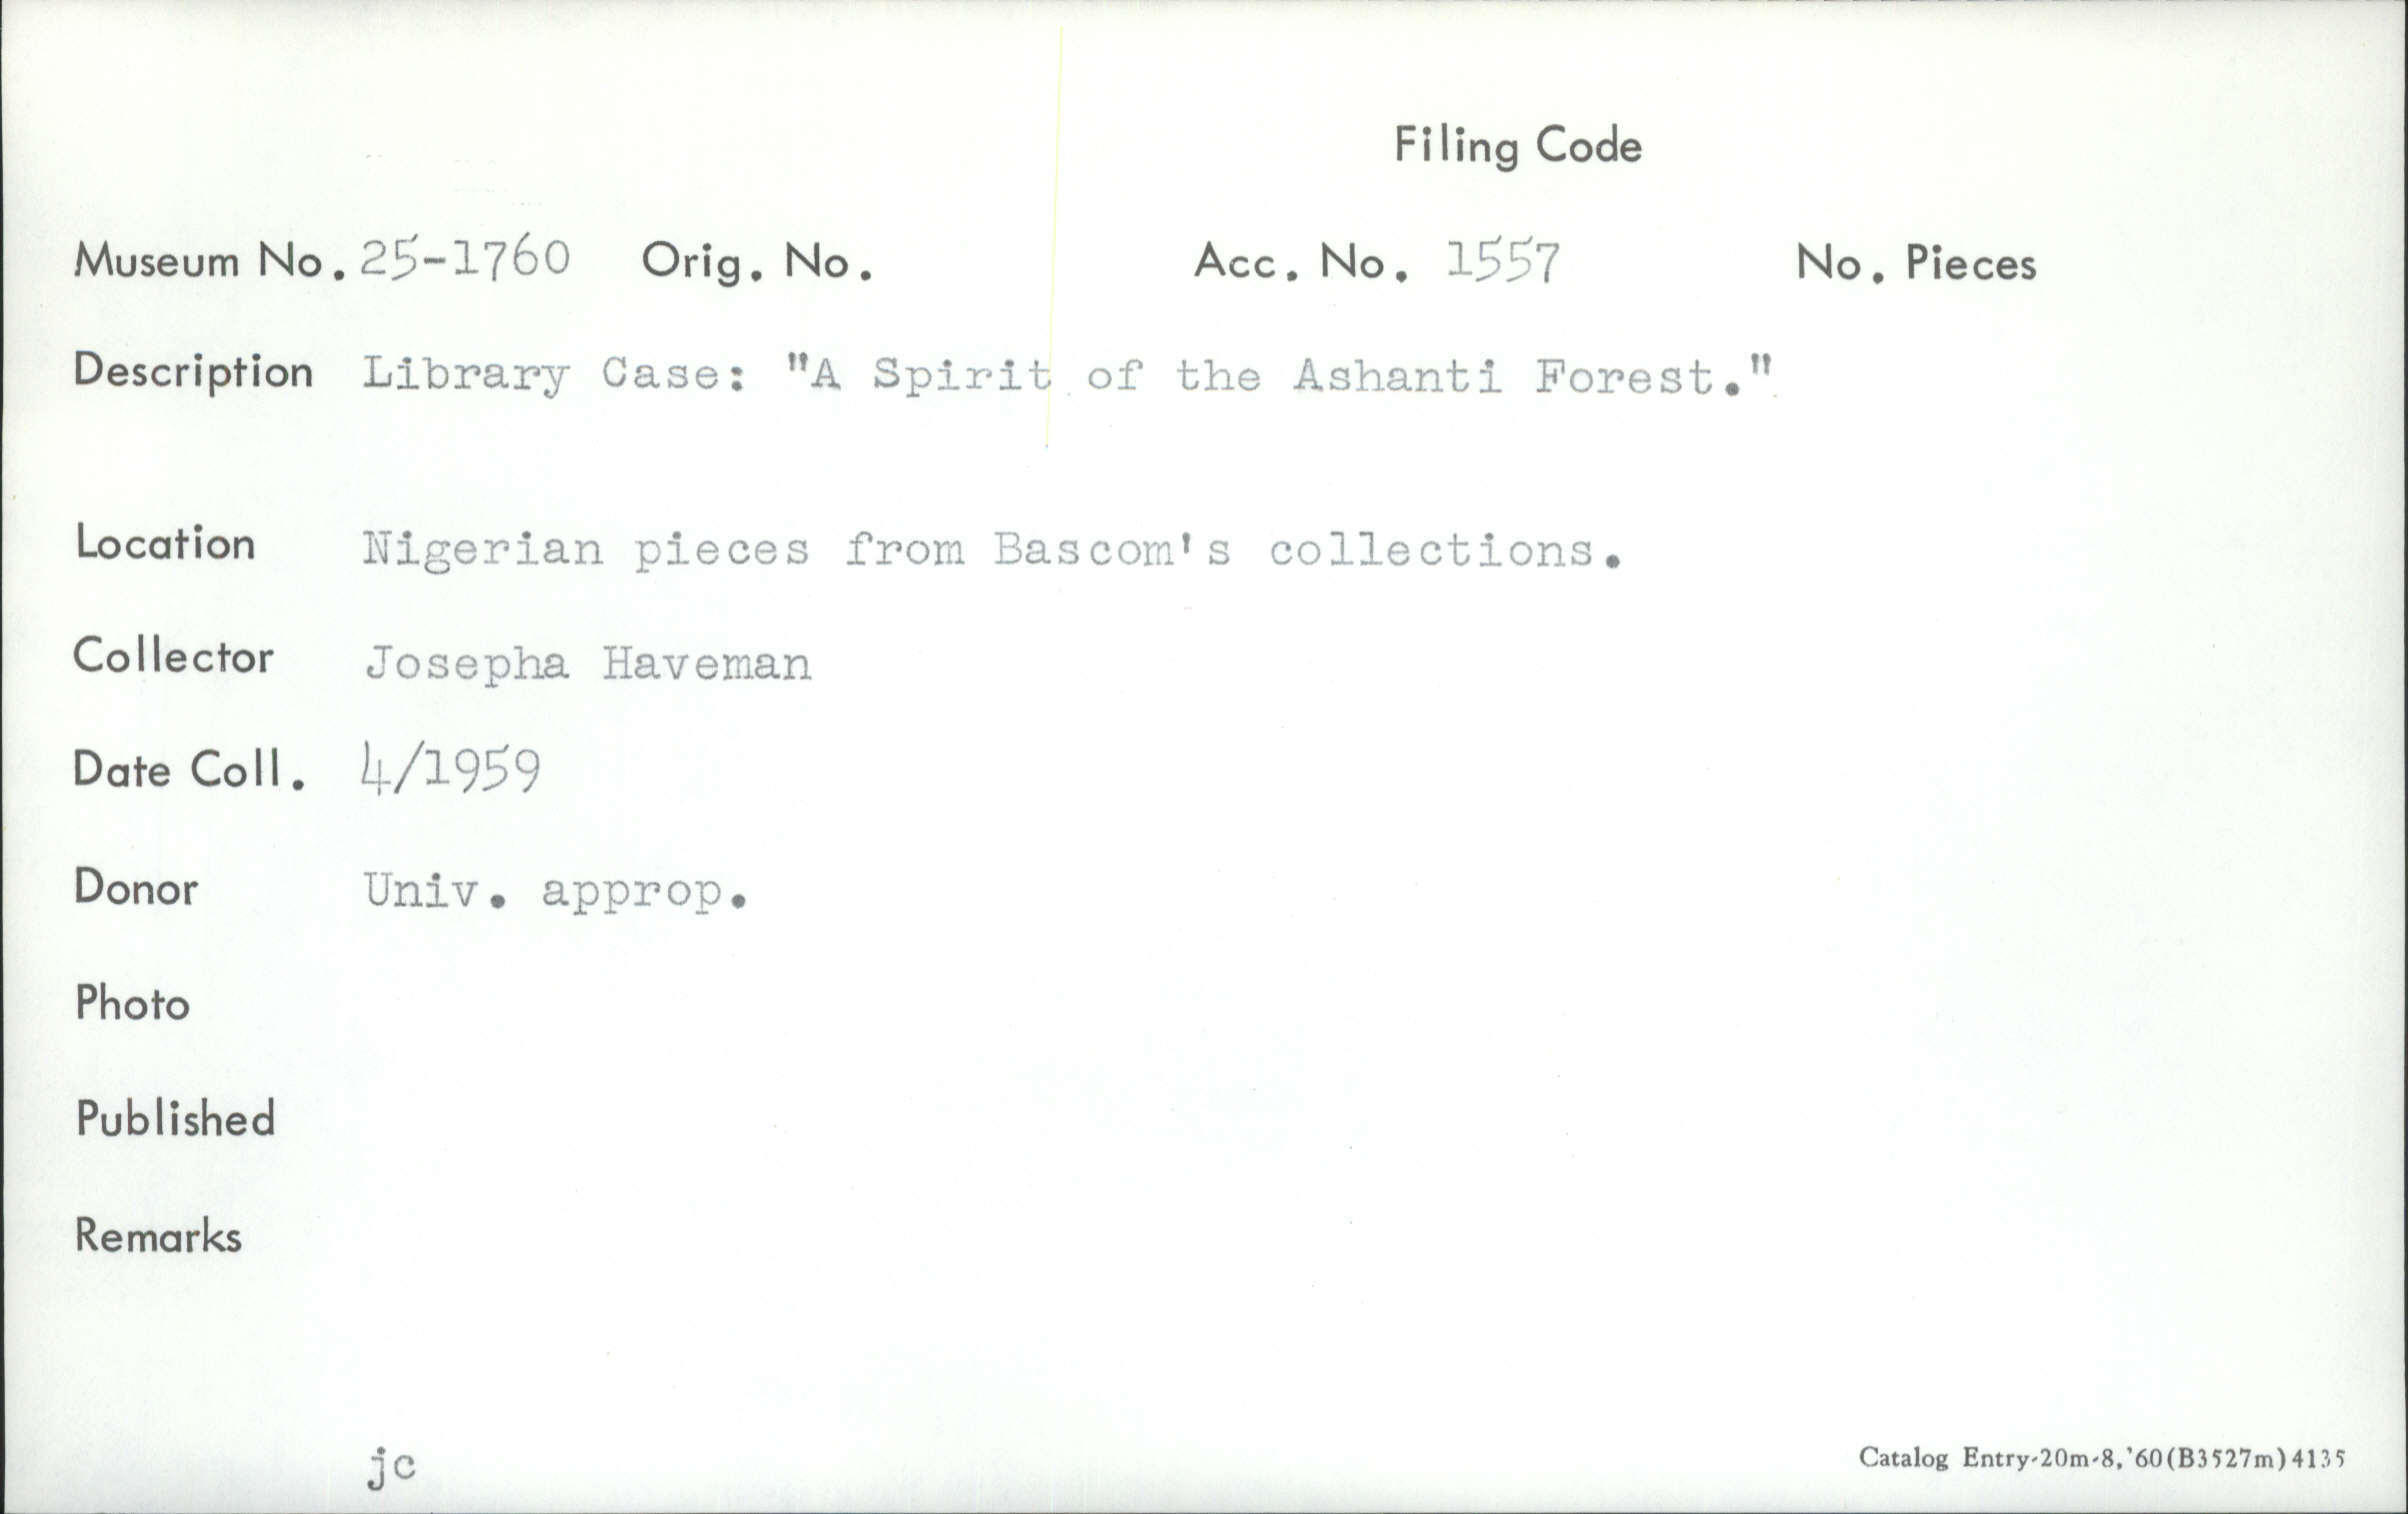 Filing Code
Museum No. 25-1760 Orig. No. Acc. No. 1557 No. Pieces
Description Library Case: "A Spirit of the Ashanti Forest."
Location Nigerian pieces from Bascom's collections.
Collector Josepha Haveman
Date Coll. 4/1959
Donor Univ. approp.
Photo
Published
Remarks
jc
Catalog Entry-20m-8,'60(B3527m)4135